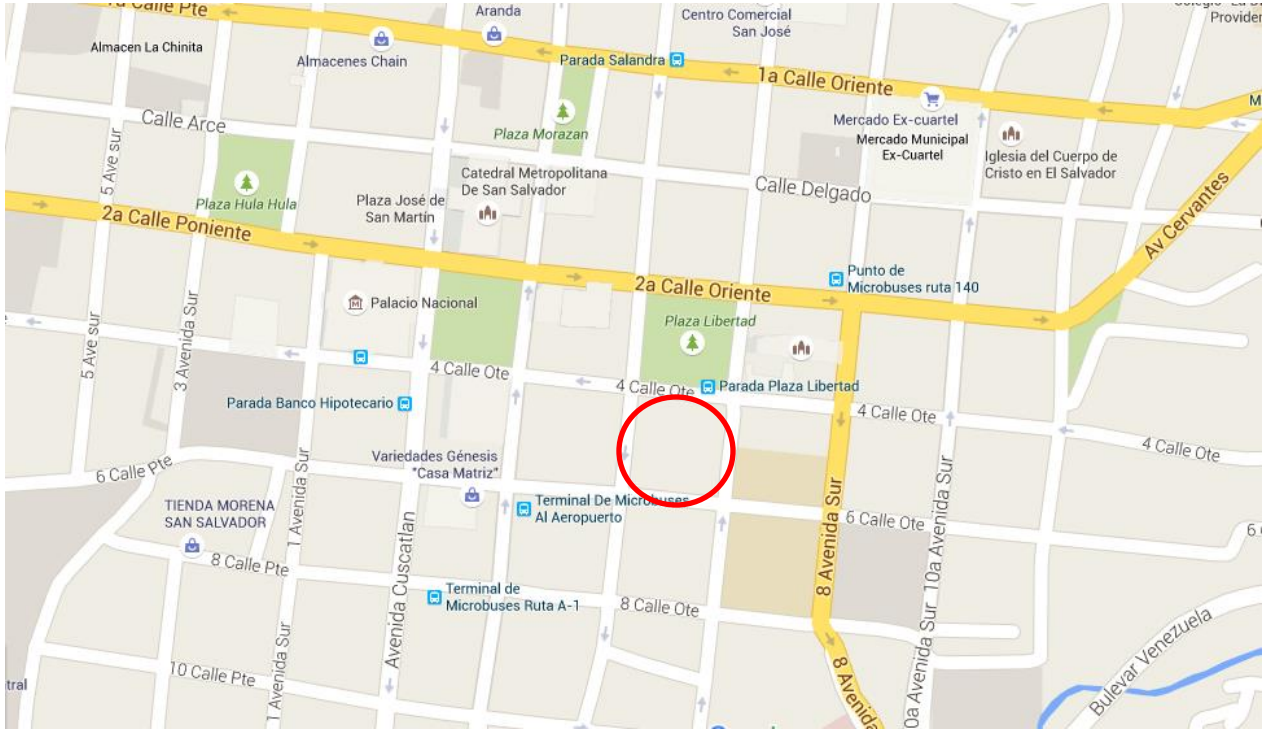 1a Calle Pte
Aranda
Centro Comercial
San José
Provider
Almacen La Chinita
Almacenes Chain
Parada Salandra
1a Calle Oriente
Mercado Ex-cuartel
Mercado Municipal
Ex-Cuartel
M
Iglesia del Cuerpo de
Cristo en El Salvador
Calle Arce
Plaza Morazan
5 Ave sur
Catedral Metropolitana
De San Salvador
Calle Delgado
Plaza Hula Hula
Plaza José de
San Martín
Av Cervantes
2a Calle Poniente
Punto de
Microbuses ruta 140
2a Calle Oriente
Palacio Nacional
Plaza Libertad
5 Ave sur
3 Avenida Sur
4 Calle Ote
4 Calle Ote
Parada Plaza Libertad
Parada Banco Hipotecario
4 Calle Ote
4 Calle Ote
6 Calle Pte
1 Avenida Sur
Variedades Génesis
"Casa Matriz"
TIENDA MORENA
SAN SALVADOR
Terminal De Microbuses
Al Aeropuerto
6 Calle Ote
6
8 Avenida Sur
10a Avenida Sur
8 Calle Pte
Avenida Cuscatlan
Terminal de
Microbuses Ruta A-1
8 Calle Ote
1 Avenida Sur
10 Calle Pte
tral
8 Avenida
0a Avenida Sur
Bulevar Venezuela